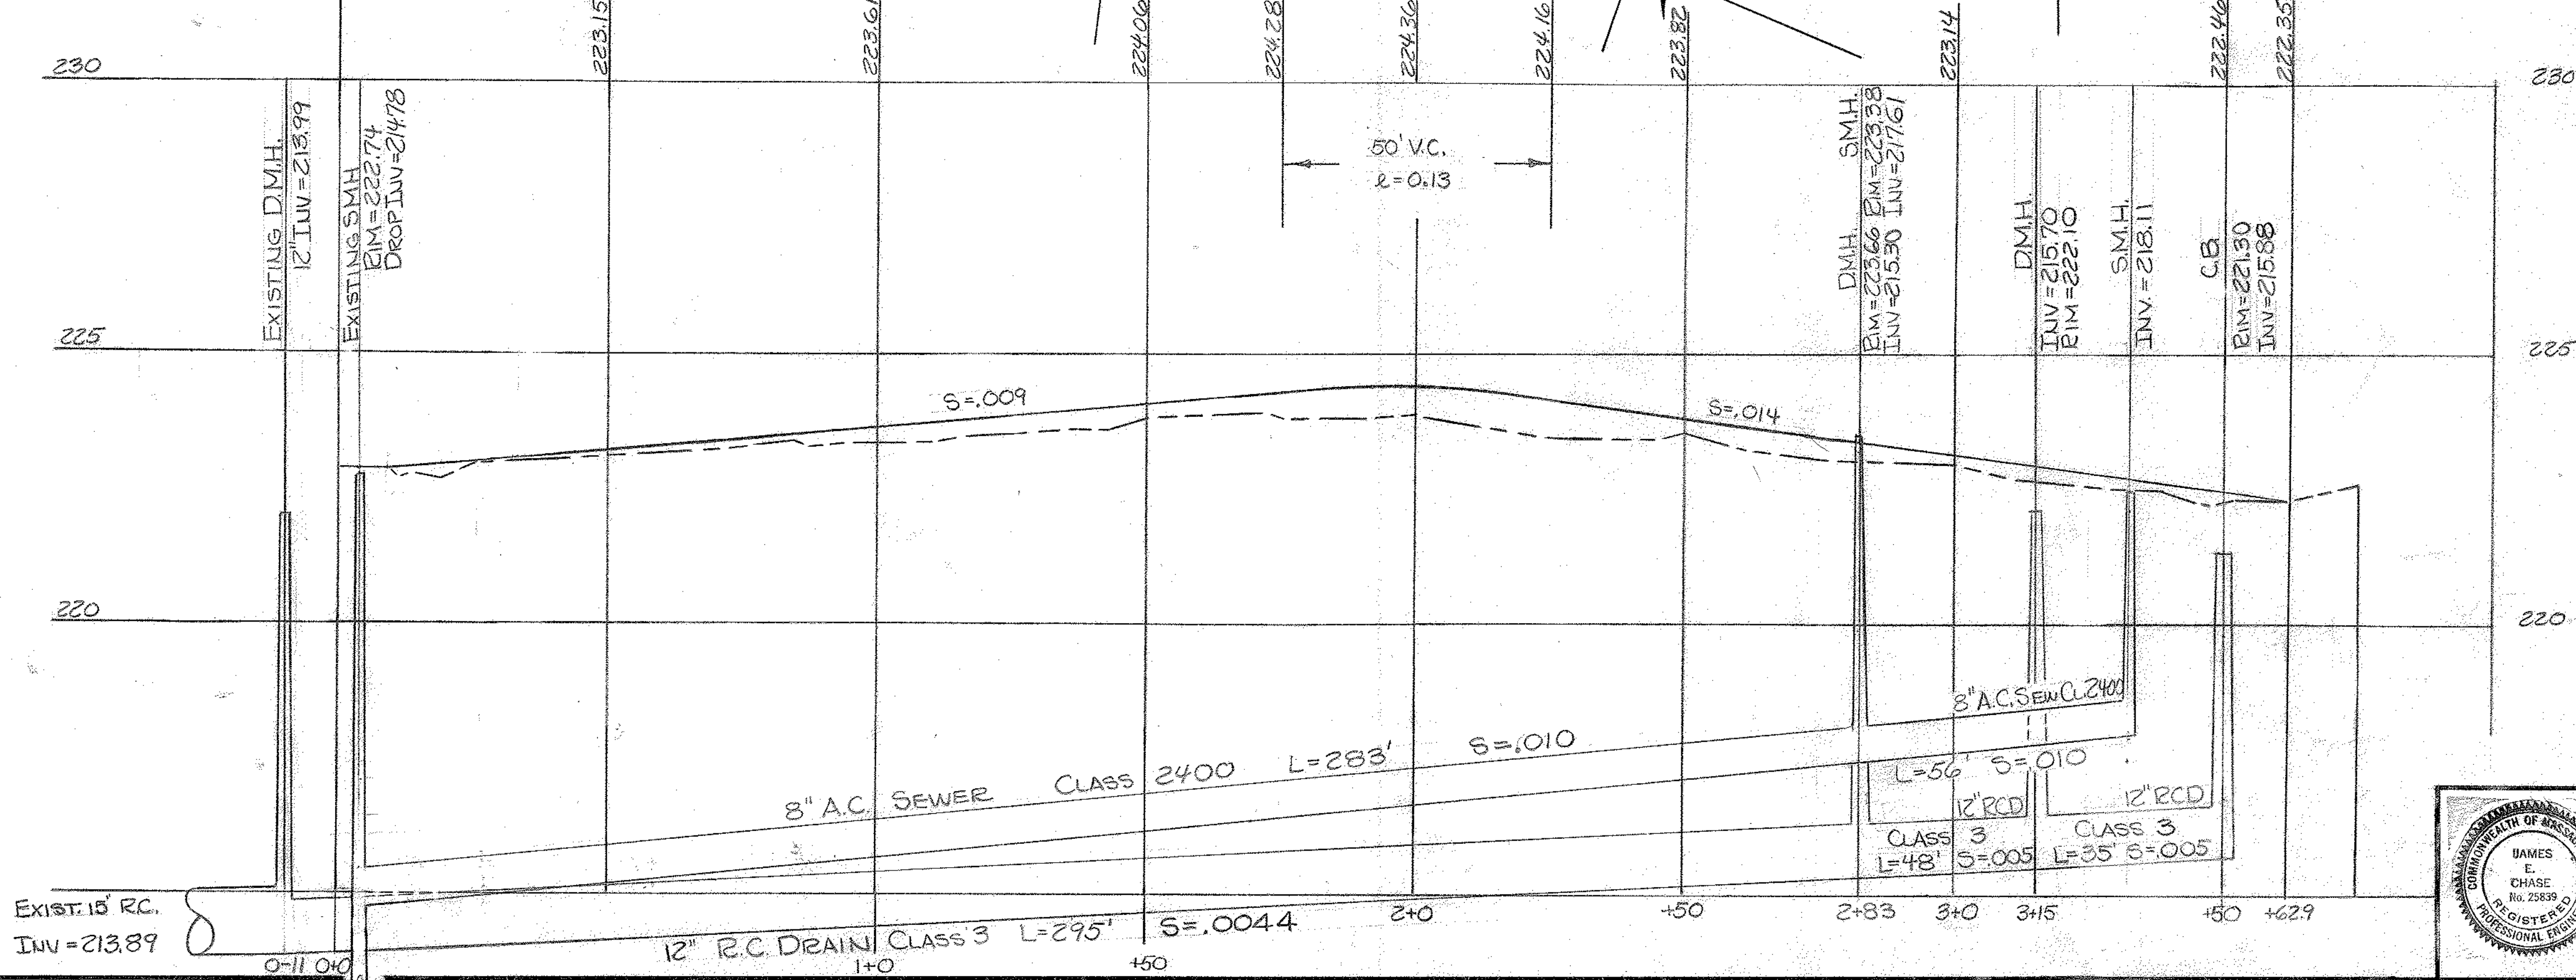 223.15
223.61
224.06
224.28
224.36
224.16
223.82
223.14
222.46
222.35
230
230
EXISTING D.M.H.
12" INV=213.99
EXISTING SMH
RIM=222.74
DROP INV=214.78
50' V.C.
e=0.13
D.M.H. S.M.H.
RIM=223.66 RIM=223.38
INV=215.30 INV=217.61
D.M.H.
INV=215.70
RIM=222.10
S.M.H.
INV.=218.11
C.B.
RIM=221.30
INV=215.88
225
225
S=.009
S=.014
220
220
8" A.C. SEW CL.2400
8" A.C. SEWER CLASS 2400 L=283' S=.010
L=56' S=.010
12" RCD
12" RCD
CLASS 3
L=48' S=.005
CLASS 3
L=35' S=.005
EXIST. 15" R.C.
INV=213.89
12" R.C. DRAIN CLASS 3 L=295' S=.0044
0-11 0+0
1+0
+50
2+0
+50
2+83
3+0
3+15
+50
+62.9
COMMONWEALTH OF
JAMES
E.
CHASE
No. 25839
REGISTERED
PROFESSIONAL